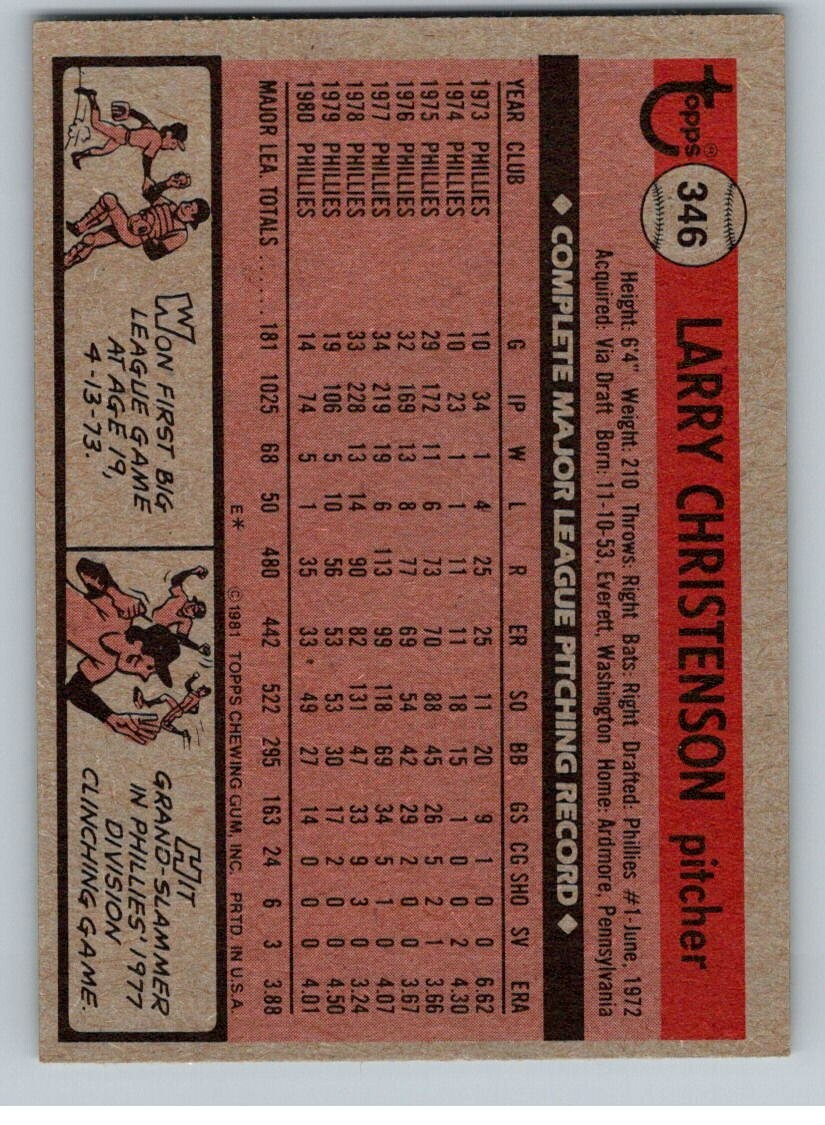 Topps®
346
LARRY CHRISTENSON pitcher
Height: 6'4" Weight: 210 Throws: Right Bats: Right Drafted: Phillies #1-June, 1972
Acquired: Via Draft Born: 11-10-53, Everett, Washington Home: Ardmore, Pennsylvania
◆ COMPLETE MAJOR LEAGUE PITCHING RECORD ◆
YEAR CLUB G IP W L R ER SO BB GS CG SHO SV ERA
1973 PHILLIES 10 34 1 4 25 25 11 20 9 1 0 0 6.62
1974 PHILLIES 10 23 1 1 11 11 18 15 1 0 0 2 4.30
1975 PHILLIES 29 172 11 6 73 70 88 45 26 5 2 1 3.66
1976 PHILLIES 32 169 13 8 77 69 54 42 29 2 0 0 3.67
1977 PHILLIES 34 219 19 6 113 99 118 69 34 5 1 0 4.07
1978 PHILLIES 33 228 13 14 90 82 131 47 33 9 3 0 3.24
1979 PHILLIES 19 106 5 10 56 53 53 30 17 2 0 0 4.50
1980 PHILLIES 14 74 5 1 35 33 49 27 14 0 0 0 4.01
MAJOR LEA. TOTALS ...... 181 1025 68 50 480 442 522 295 163 24 6 3 3.88
E* ©1981 TOPPS CHEWING GUM, INC. PRTD. IN U.S.A.
WON FIRST BIG
LEAGUE GAME
AT AGE 19,
4-13-73.
HIT
GRAND-SLAMMER
IN PHILLIES' 1977
DIVISION
CLINCHING GAME.